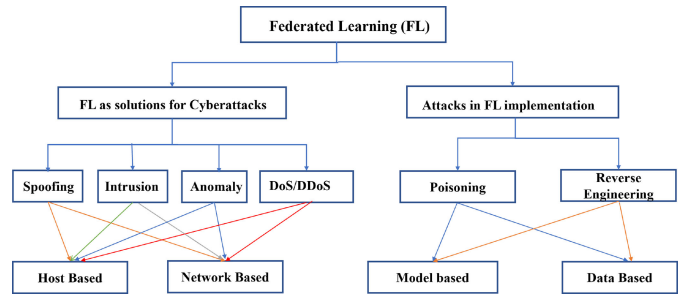 Federated Learning (FL)
FL as solutions for Cyberattacks
Attacks in FL implementation
Spoofing
Intrusion
Anomaly
DoS/DDoS
Poisoning
Reverse
Engineering
Host Based
Network Based
Model based
Data Based